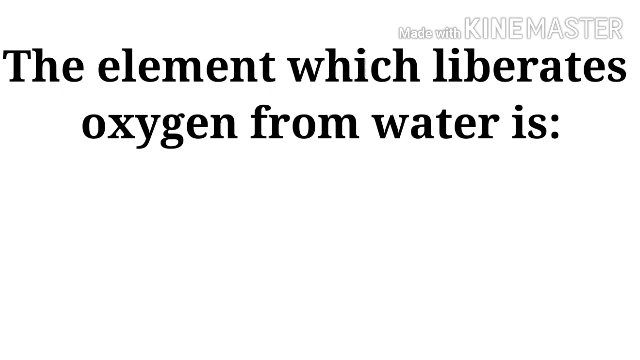 Made with KINEMASTER
The element which liberates
oxygen from water is: